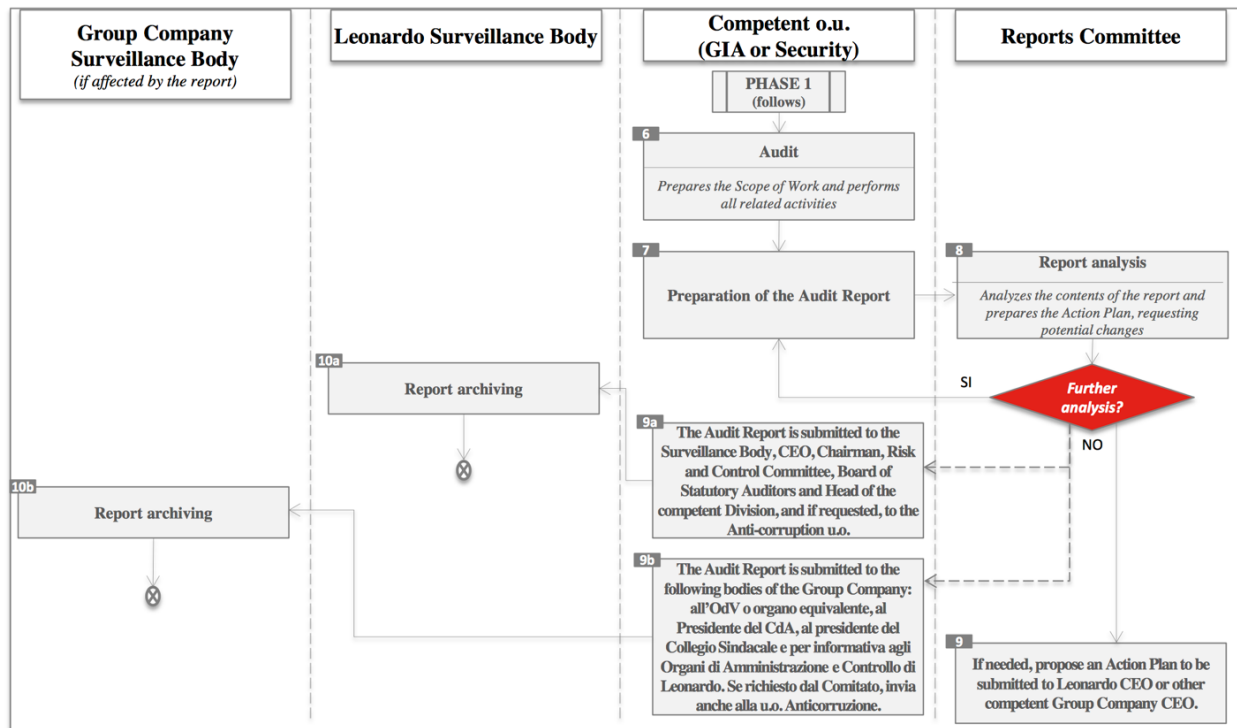 Group Company
Surveillance Body
(if affected by the report)
Leonardo Surveillance Body
Competent o.u.
(GIA or Security)
Reports Committee
PHASE 1
(follows)
6
Audit
Prepares the Scope of Work and performs
all related activities
7
Preparation of the Audit Report
8
Report analysis
Analyzes the contents of the report and
prepares the Action Plan, requesting
potential changes
10a
Report archiving
SI
Further
analysis?
NO
9a
The Audit Report is submitted to the
Surveillance Body, CEO, Chairman, Risk
and Control Committee, Board of
Statutory Auditors and Head of the
competent Division, and if requested, to the
Anti-corruption u.o.
10b
Report archiving
9b
The Audit Report is submitted to the
following bodies of the Group Company:
all'OdV o organo equivalente, al
Presidente del CdA, al presidente del
Collegio Sindacale e per informativa agli
Organi di Amministrazione e Controllo di
Leonardo. Se richiesto dal Comitato, invia
anche alla u.o. Anticorruzione.
9
If needed, propose an Action Plan to be
submitted to Leonardo CEO or other
competent Group Company CEO.